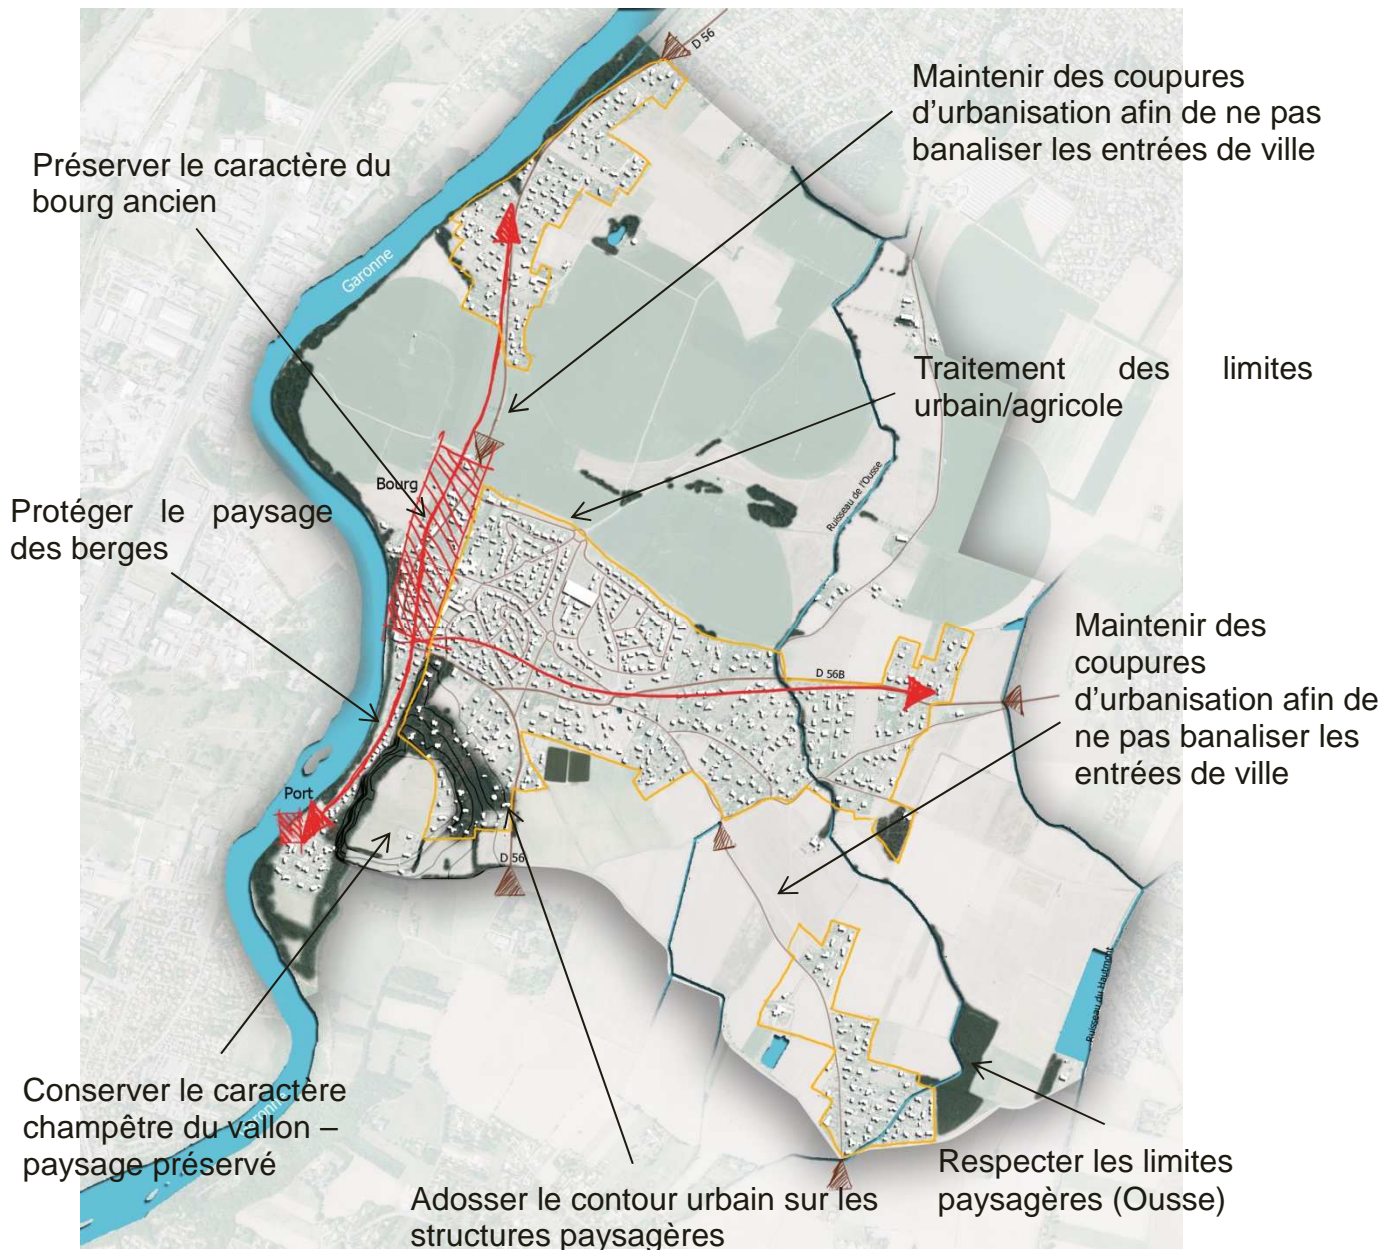 D 56
Maintenir des coupures
d’urbanisation afin de ne pas
banaliser les entrées de ville
Préserver le caractère du
bourg ancien
Garonne
Traitement des limites
urbain/agricole
Bourg
Ruisseau de l'Ousse
Protéger le paysage
des berges
Maintenir des
coupures
d’urbanisation afin de
ne pas banaliser les
entrées de ville
D 56B
Port
D 56
Ruisseau du Hautmont
Conserver le caractère
champêtre du vallon –
paysage préservé
Respecter les limites
paysagères (Ousse)
Adosser le contour urbain sur les
structures paysagères